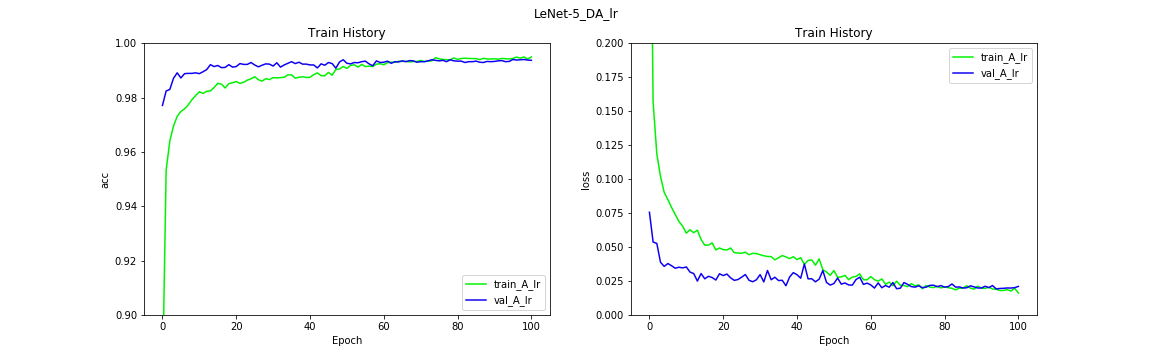 LeNet-5_DA_lr
Train History
1.00
0.98
0.96
0.94
0.92
0.90
acc
0
20
40
60
80
100
Epoch
train_A_lr
val_A_lr
Train History
0.200
0.175
0.150
0.125
0.100
0.075
0.050
0.025
0.000
loss
0
20
40
60
80
100
Epoch
train_A_lr
val_A_lr